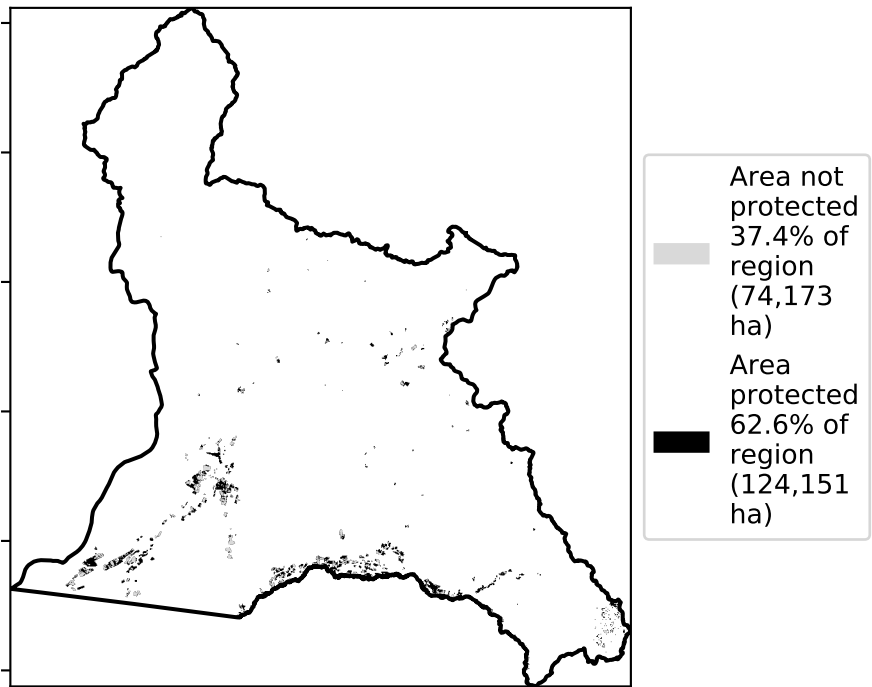 Area not
protected
37.4% of
region
(74,173
ha)
Area
protected
62.6% of
region
(124,151
ha)